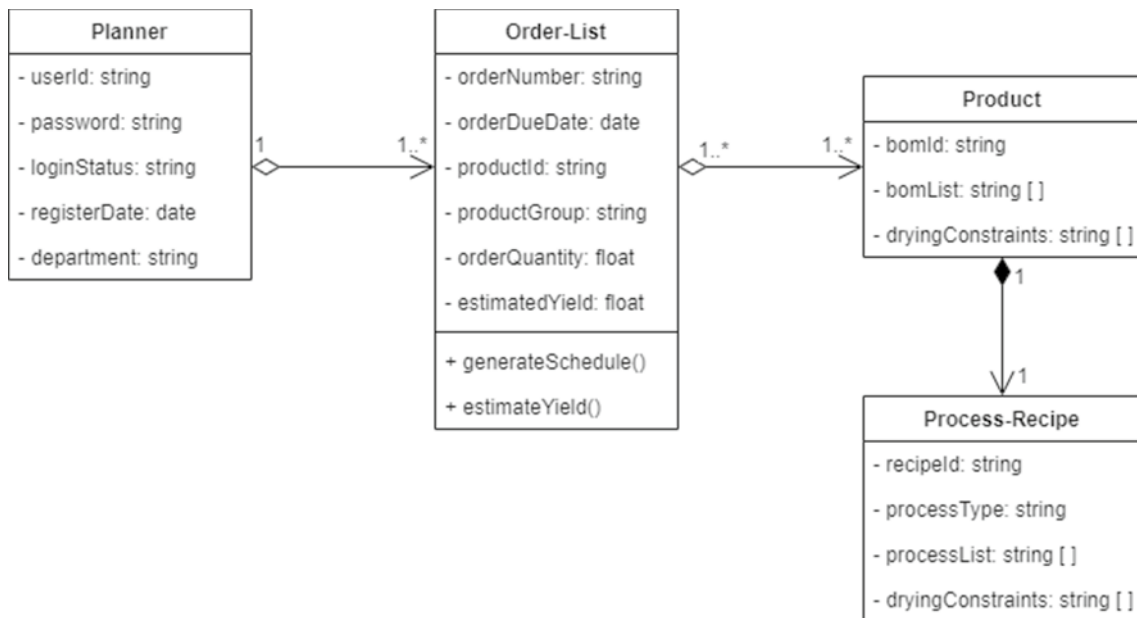 Planner
- userId: string
- password: string
- loginStatus: string
- registerDate: date
- department: string
1
1..*
Order-List
- orderNumber: string
- orderDueDate: date
- productId: string
- productGroup: string
- orderQuantity: float
- estimatedYield: float
+ generateSchedule()
+ estimateYield()
1..*
1..*
Product
- bomId: string
- bomList: string [ ]
- dryingConstraints: string [ ]
1
1
Process-Recipe
- recipeId: string
- processType: string
- processList: string [ ]
- dryingConstraints: string [ ]